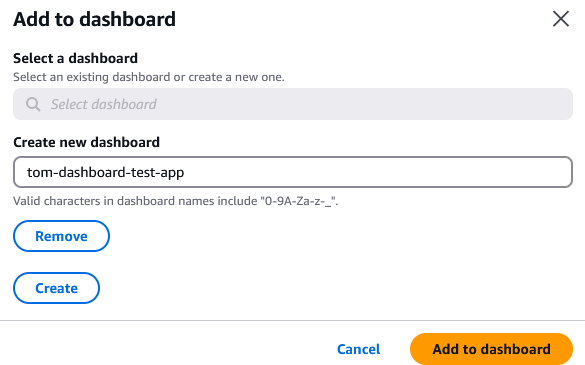 Add to dashboard
Select a dashboard
Select an existing dashboard or create a new one.
Select dashboard
Create new dashboard
tom-dashboard-test-app
Valid characters in dashboard names include "0-9A-Za-z-_".
Remove
Create
Cancel
Add to dashboard